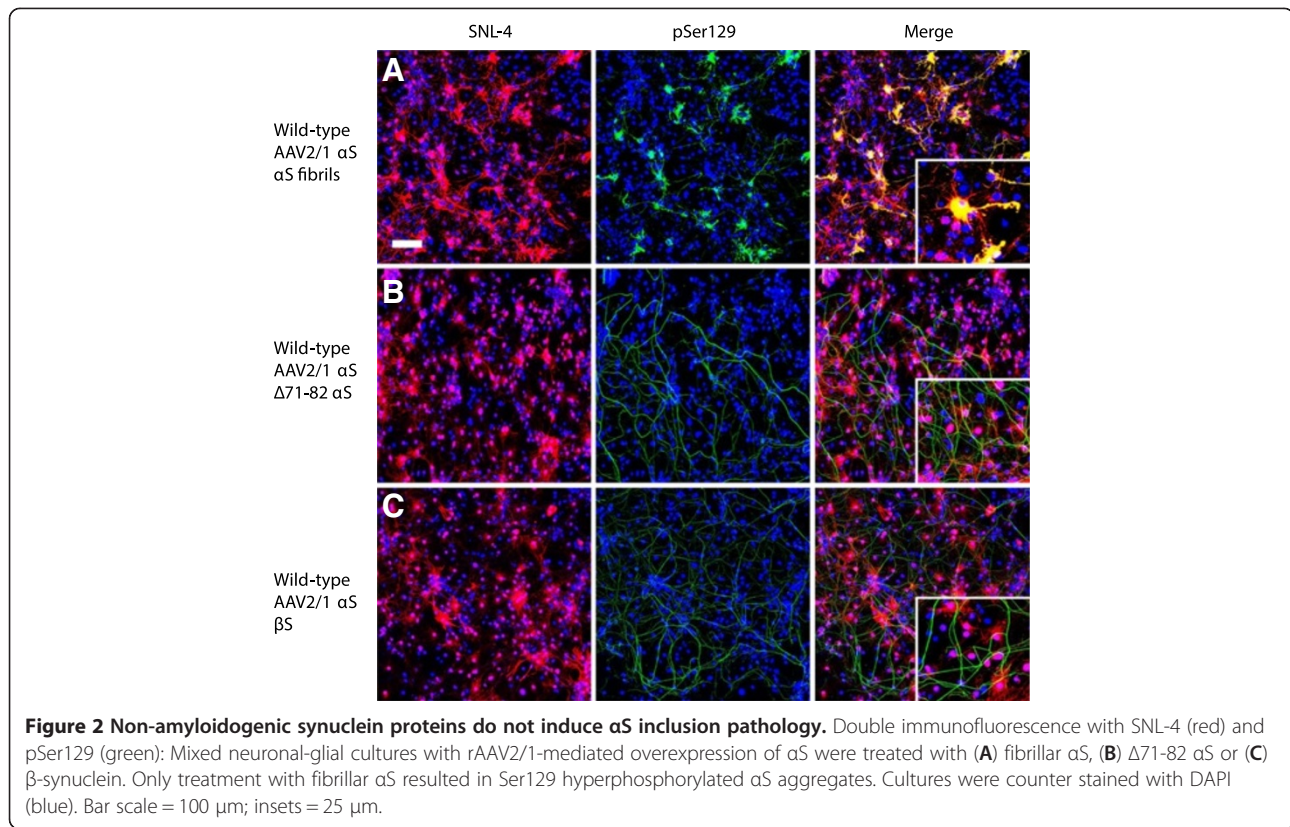 SNL-4 pSer129 Merge
A
Wild-type
AAV2/1 αS
αS fibrils
B
Wild-type
AAV2/1 αS
Δ71-82 αS
C
Wild-type
AAV2/1 αS
βS
Figure 2 Non-amyloidogenic synuclein proteins do not induce αS inclusion pathology. Double immunofluorescence with SNL-4 (red) and
pSer129 (green): Mixed neuronal-glial cultures with rAAV2/1-mediated overexpression of αS were treated with (A) fibrillar αS, (B) Δ71-82 αS or (C)
β-synuclein. Only treatment with fibrillar αS resulted in Ser129 hyperphosphorylated αS aggregates. Cultures were counter stained with DAPI
(blue). Bar scale = 100 μm; insets = 25 μm.